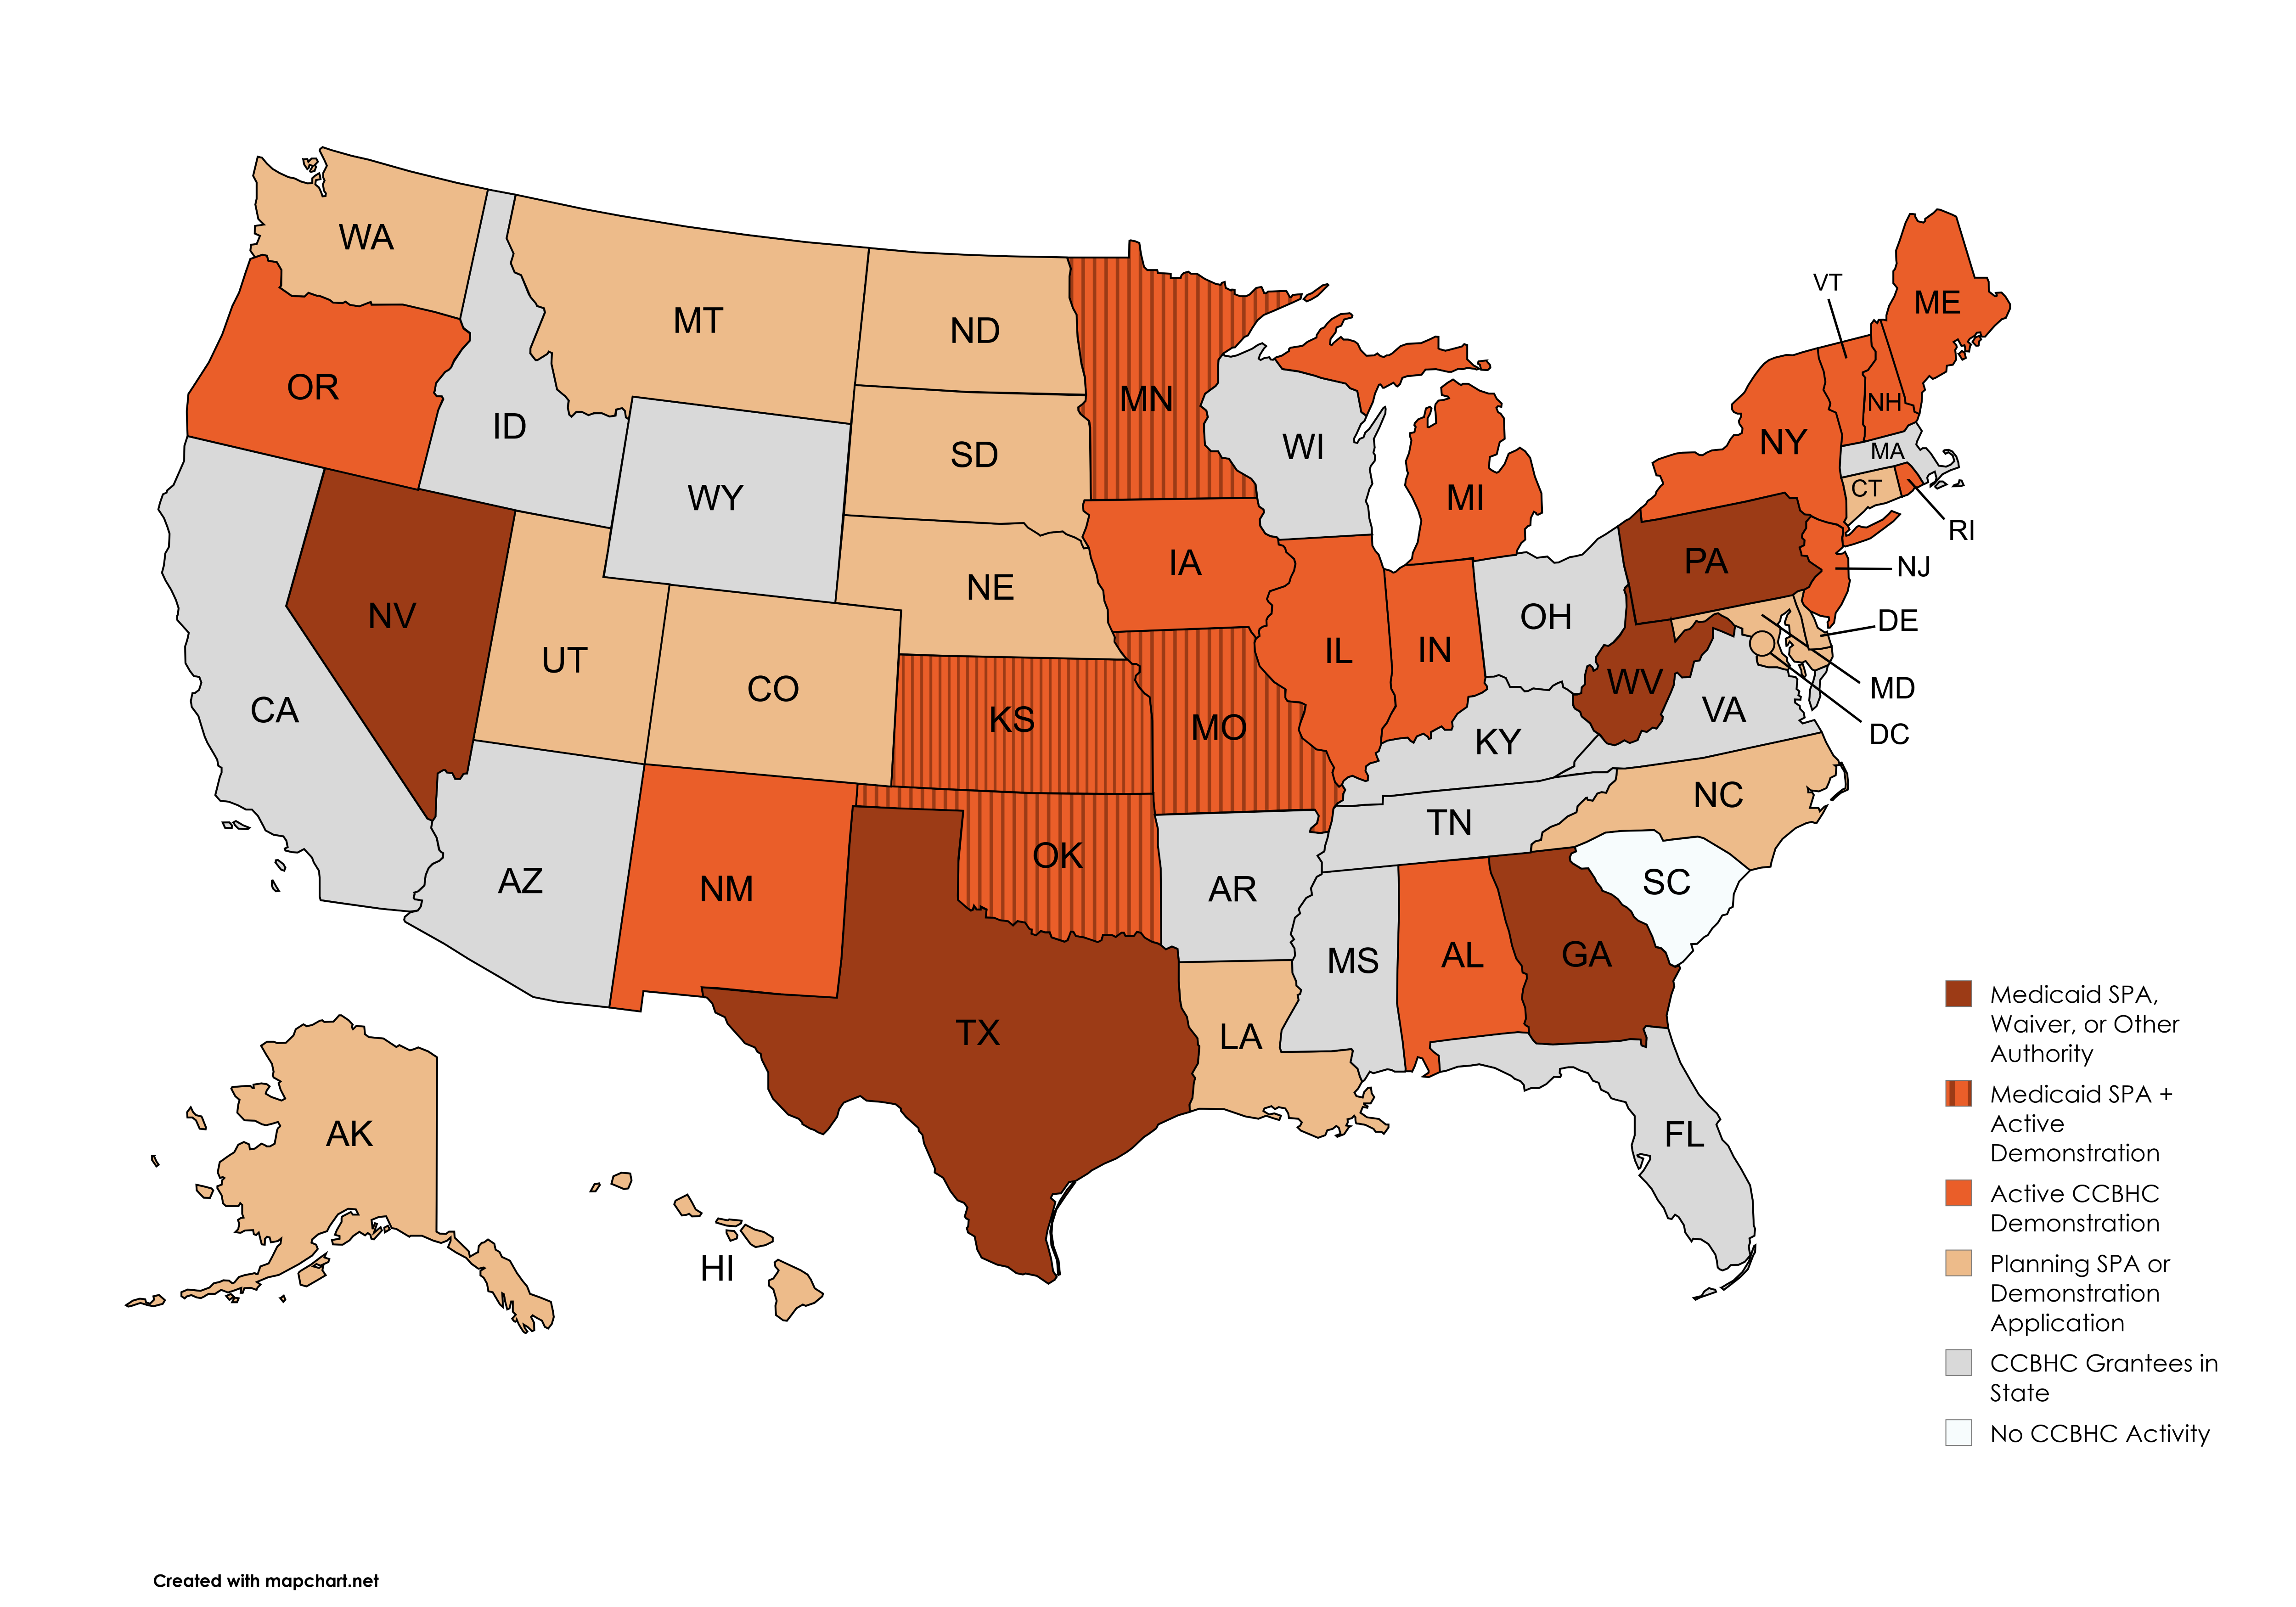 WA
MT
ND
MN
VT
ME
OR
ID
SD
WI
NH
NY
MA
WY
MI
CT
RI
IA
PA
NJ
NE
OH
NV
DE
UT
IL
IN
CO
WV
MD
CA
KS
MO
KY
VA
DC
NC
TN
OK
AZ
NM
AR
SC
MS
AL
GA
TX
LA
AK
FL
HI
Medicaid SPA,
Waiver, or Other
Authority
Medicaid SPA +
Active
Demonstration
Active CCBHC
Demonstration
Planning SPA or
Demonstration
Application
CCBHC Grantees in
State
No CCBHC Activity
Created with mapchart.net